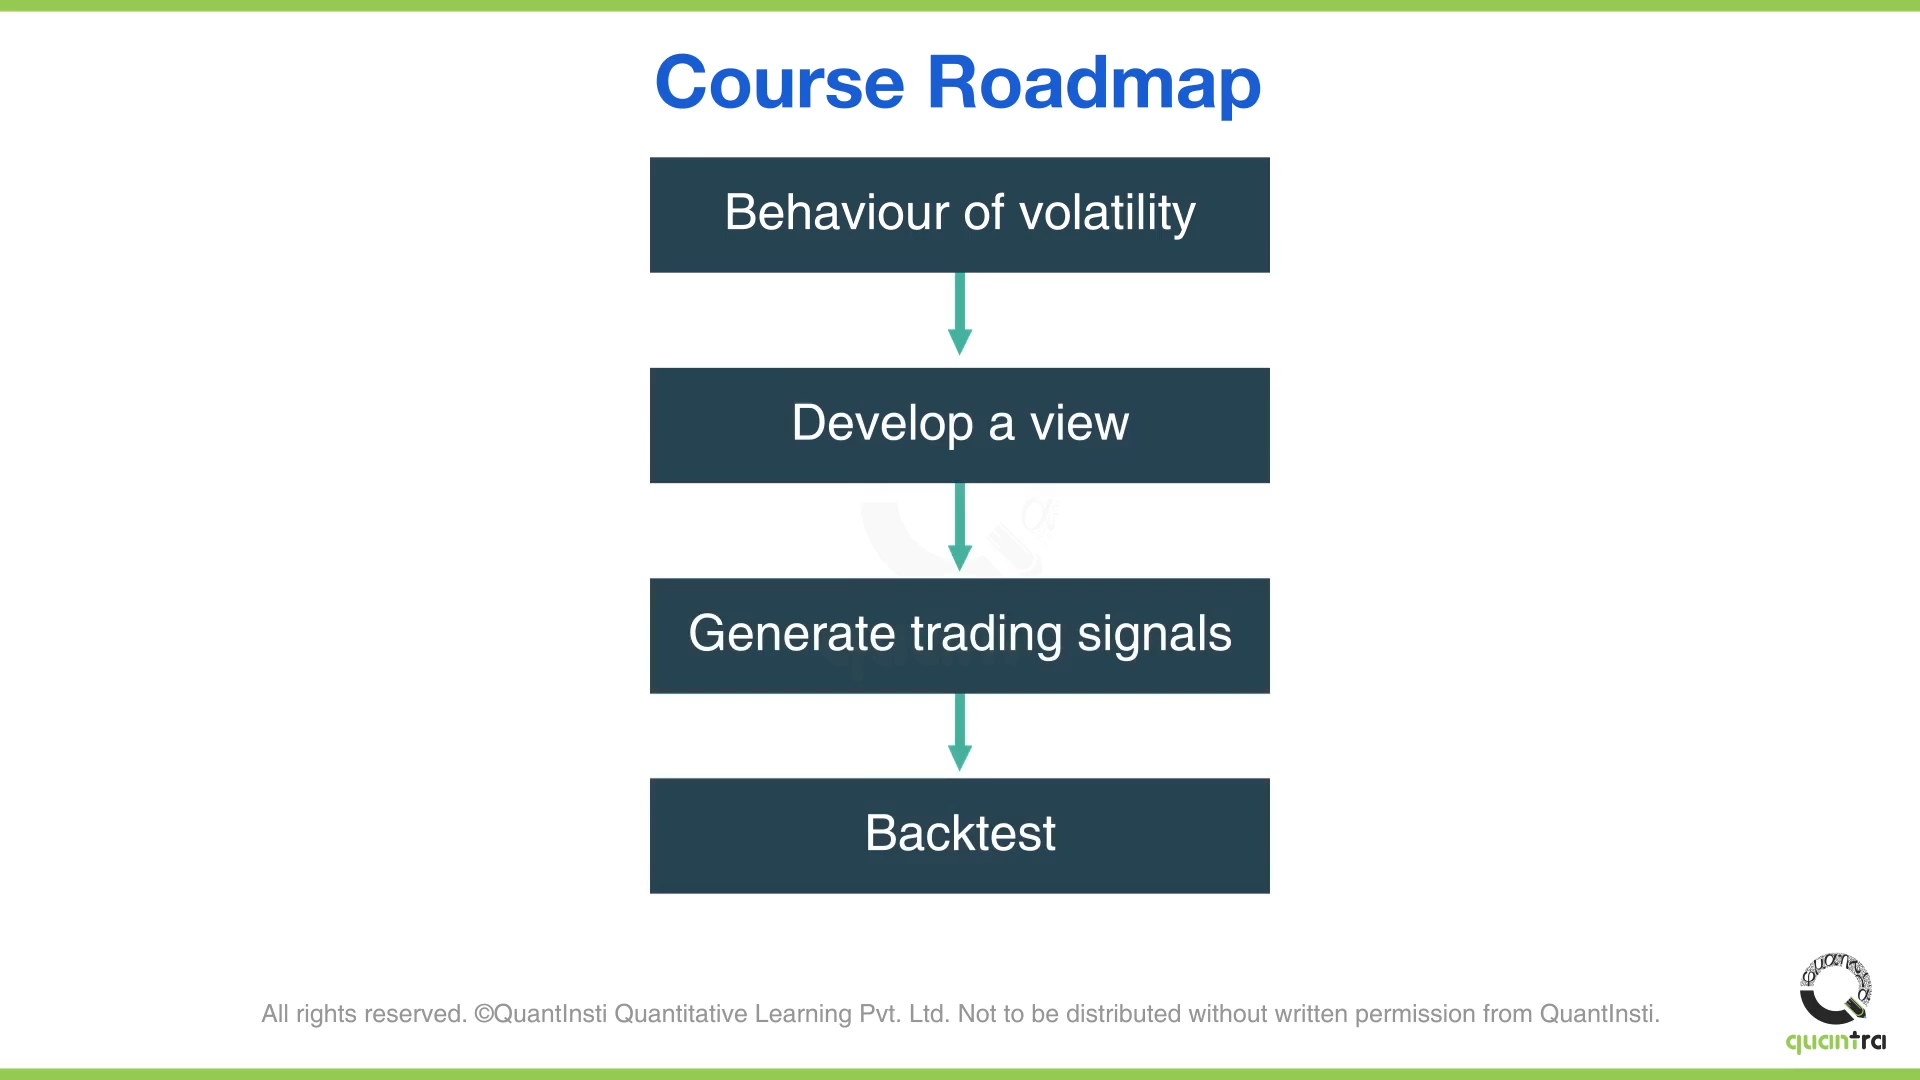 Course Roadmap
Behaviour of volatility
Develop a view
Generate trading signals
Backtest
All rights reserved. ©QuantInsti Quantitative Learning Pvt. Ltd. Not to be distributed without written permission from QuantInsti.
quantra